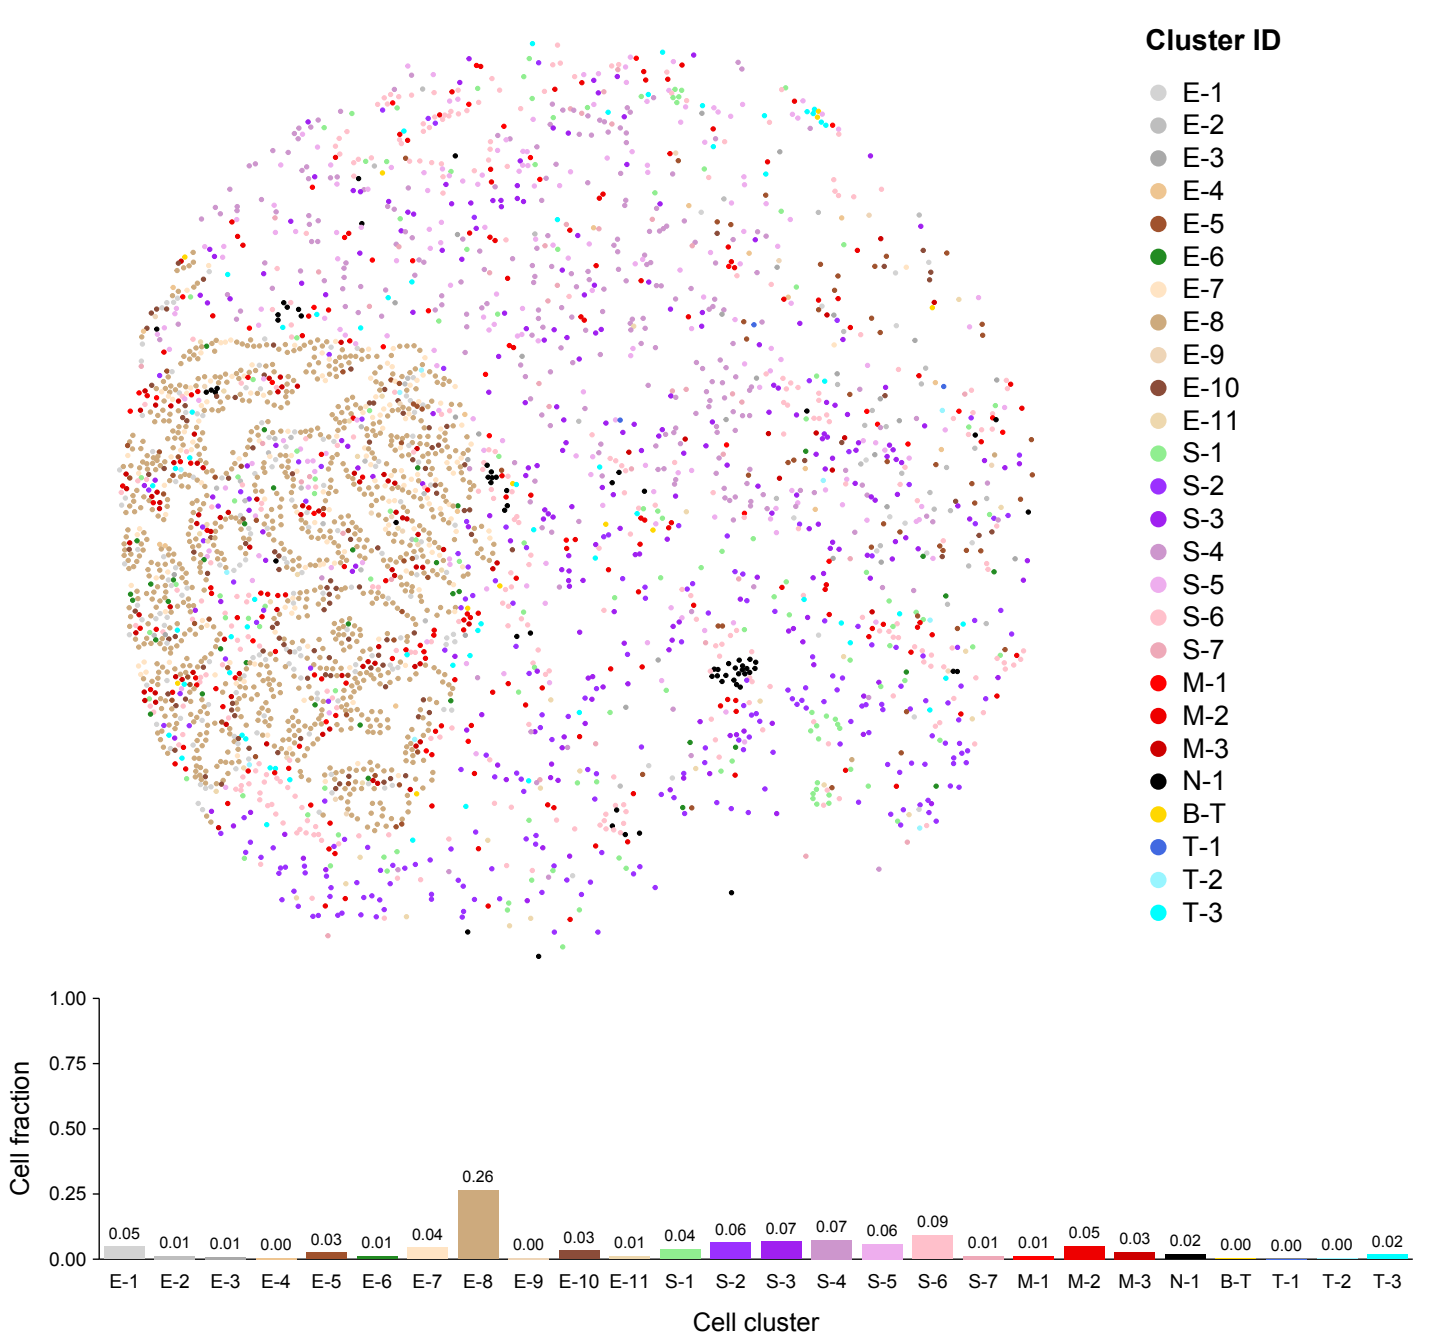 Cluster ID
E-1
E-2
E-3
E-4
E-5
E-6
E-7
E-8
E-9
E-10
E-11
S-1
S-2
S-3
S-4
S-5
S-6
S-7
M-1
M-2
M-3
N-1
B-T
T-1
T-2
T-3
1.00
0.75
0.50
0.25
0.00
Cell fraction
0.05 0.01 0.01 0.00 0.03 0.01 0.04 0.26 0.00 0.03 0.01 0.04 0.06 0.07 0.07 0.06 0.09 0.01 0.01 0.05 0.03 0.02 0.00 0.00 0.00 0.02
E-1 E-2 E-3 E-4 E-5 E-6 E-7 E-8 E-9 E-10 E-11 S-1 S-2 S-3 S-4 S-5 S-6 S-7 M-1 M-2 M-3 N-1 B-T T-1 T-2 T-3
Cell cluster